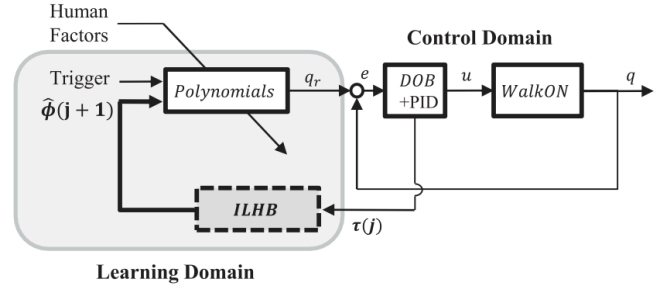 Human
Factors
Control Domain
Trigger
Polynomials
q_r
e
DOB
+PID
u
WalkON
q
ϕ̂(j + 1)
ILHB
τ(j)
Learning Domain